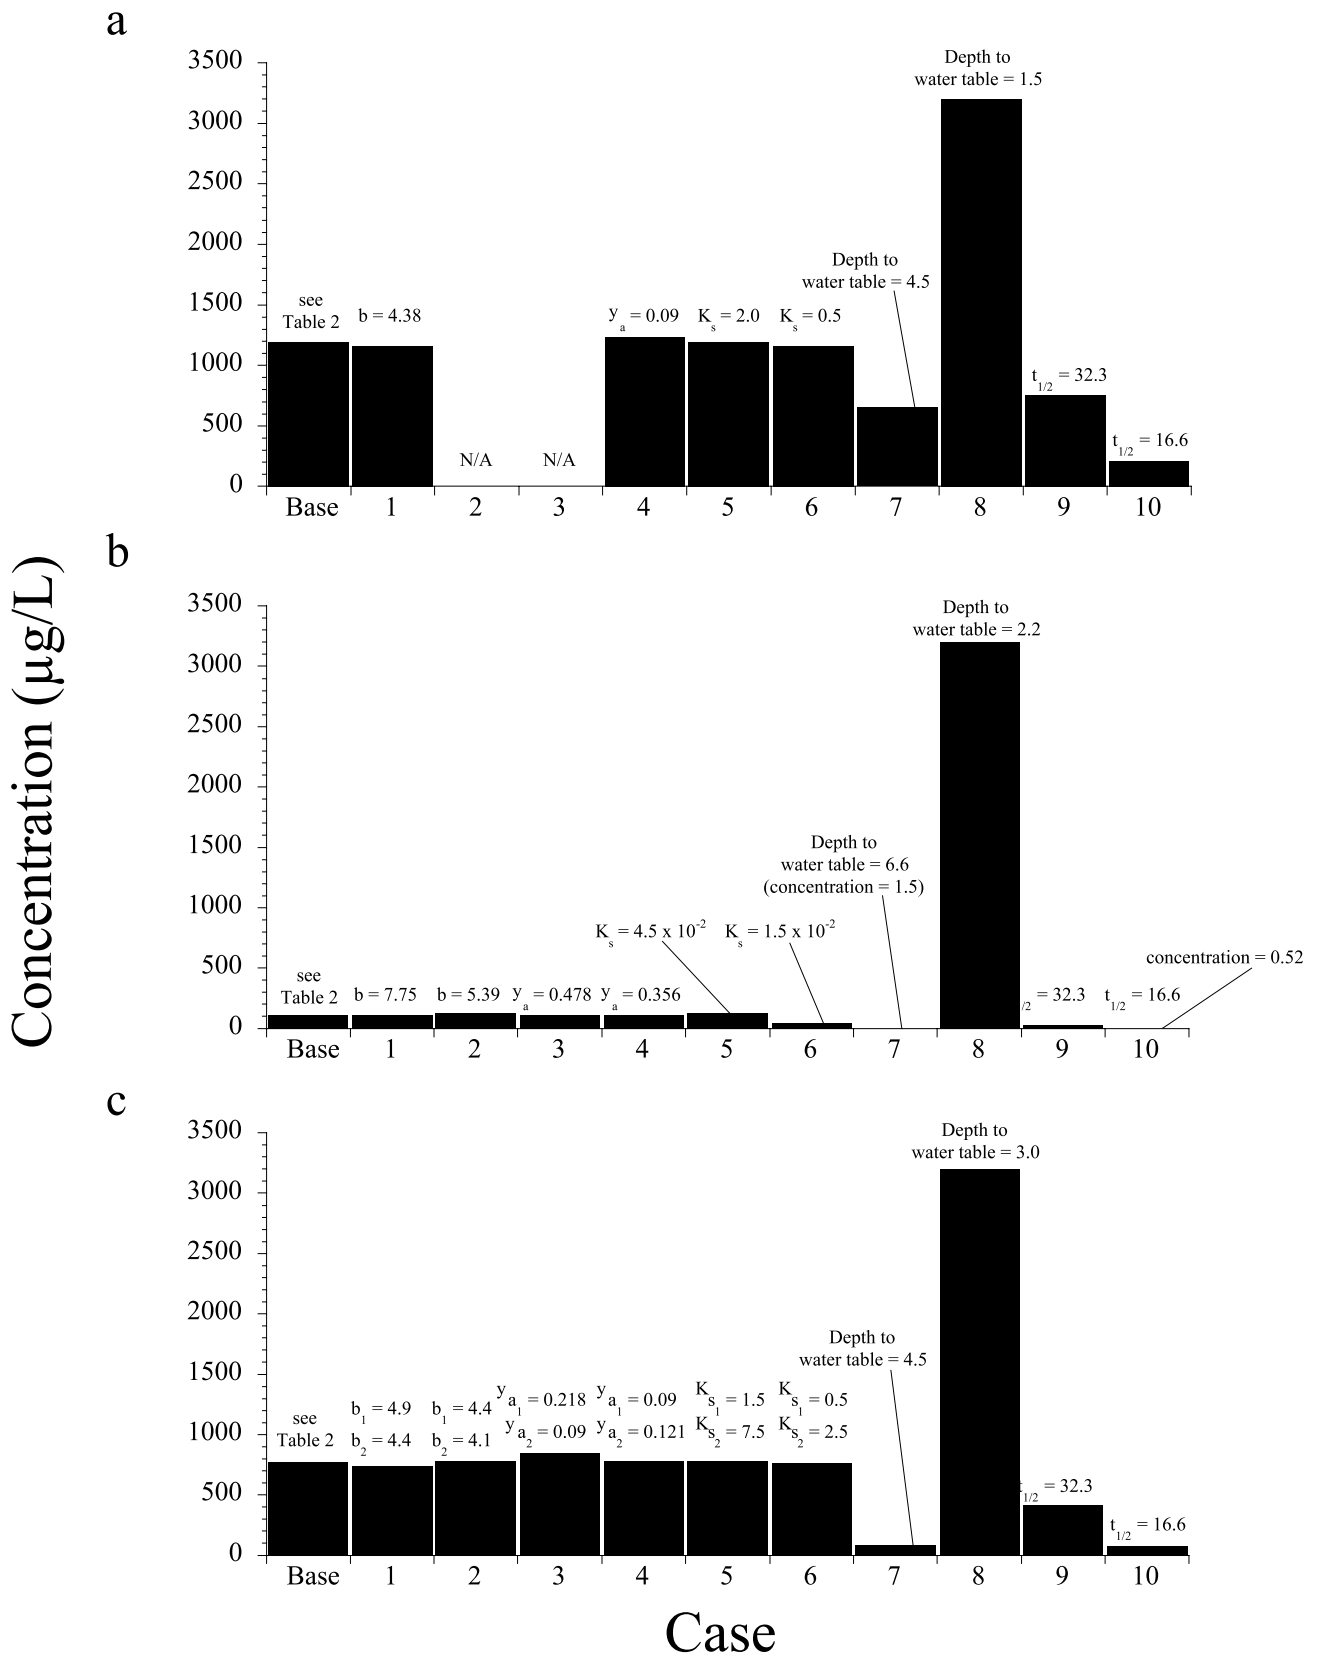 a
3500
3000
2500
2000
1500
1000
500
0
see
Table 2
b = 4.38
N/A
N/A
y a = 0.09
K s = 2.0
K s = 0.5
Depth to
water table = 4.5
Depth to
water table = 1.5
t 1/2 = 32.3
t 1/2 = 16.6
Base 1 2 3 4 5 6 7 8 9 10
Concentration (µg/L)
b
3500
3000
2500
2000
1500
1000
500
0
see
Table 2
b = 7.75
b = 5.39
y a = 0.478
y a = 0.356
K s = 4.5 x 10-2
K s = 1.5 x 10-2
Depth to
water table = 6.6
(concentration = 1.5)
Depth to
water table = 2.2
/2 = 32.3
t 1/2 = 16.6
concentration = 0.52
Base 1 2 3 4 5 6 7 8 9 10
c
3500
3000
2500
2000
1500
1000
500
0
see
Table 2
b 1 = 4.9
b 2 = 4.4
b 1 = 4.4
b 2 = 4.1
y a 1 = 0.218
y a 2 = 0.09
y a 1 = 0.09
y a 2 = 0.121
K s 1 = 1.5
K s 2 = 7.5
K s 1 = 0.5
K s 2 = 2.5
Depth to
water table = 4.5
Depth to
water table = 3.0
t 1/2 = 32.3
t 1/2 = 16.6
Base 1 2 3 4 5 6 7 8 9 10
Case